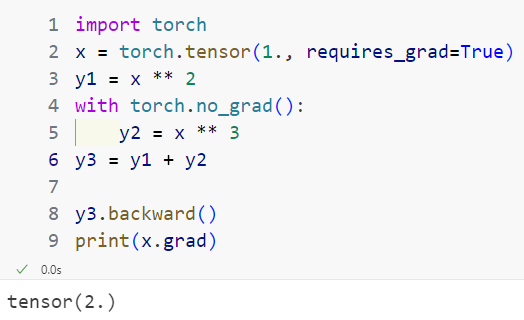 1 import torch
2 x = torch.tensor(1., requires_grad=True)
3 y1 = x ** 2
4 with torch.no_grad():
5     y2 = x ** 3
6 y3 = y1 + y2
7
8 y3.backward()
9 print(x.grad)
✓ 0.0s
tensor(2.)